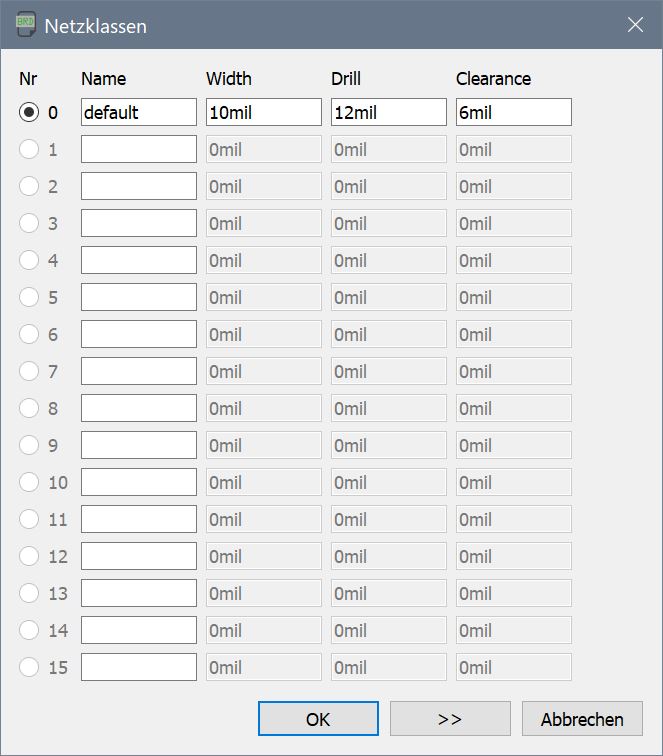 BRD Netzklassen
Nr Name Width Drill Clearance
0 default 10mil 12mil 6mil
1 0mil 0mil 0mil
2 0mil 0mil 0mil
3 0mil 0mil 0mil
4 0mil 0mil 0mil
5 0mil 0mil 0mil
6 0mil 0mil 0mil
7 0mil 0mil 0mil
8 0mil 0mil 0mil
9 0mil 0mil 0mil
10 0mil 0mil 0mil
11 0mil 0mil 0mil
12 0mil 0mil 0mil
13 0mil 0mil 0mil
14 0mil 0mil 0mil
15 0mil 0mil 0mil
OK >> Abbrechen